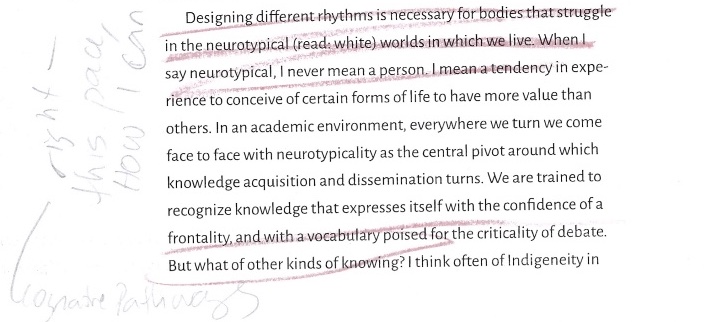 Designing different rhythms is necessary for bodies that struggle
in the neurotypical (read: white) worlds in which we live. When I
say neurotypical, I never mean a person. I mean a tendency in expe-
rience to conceive of certain forms of life to have more value than
others. In an academic environment, everywhere we turn we come
face to face with neurotypicality as the central pivot around which
knowledge acquisition and dissemination turns. We are trained to
recognize knowledge that expresses itself with the confidence of a
frontality, and with a vocabulary poised for the criticality of debate.
But what of other kinds of knowing? I think often of Indigeneity in
right —
this pace,
How I can
Cognative Pathways